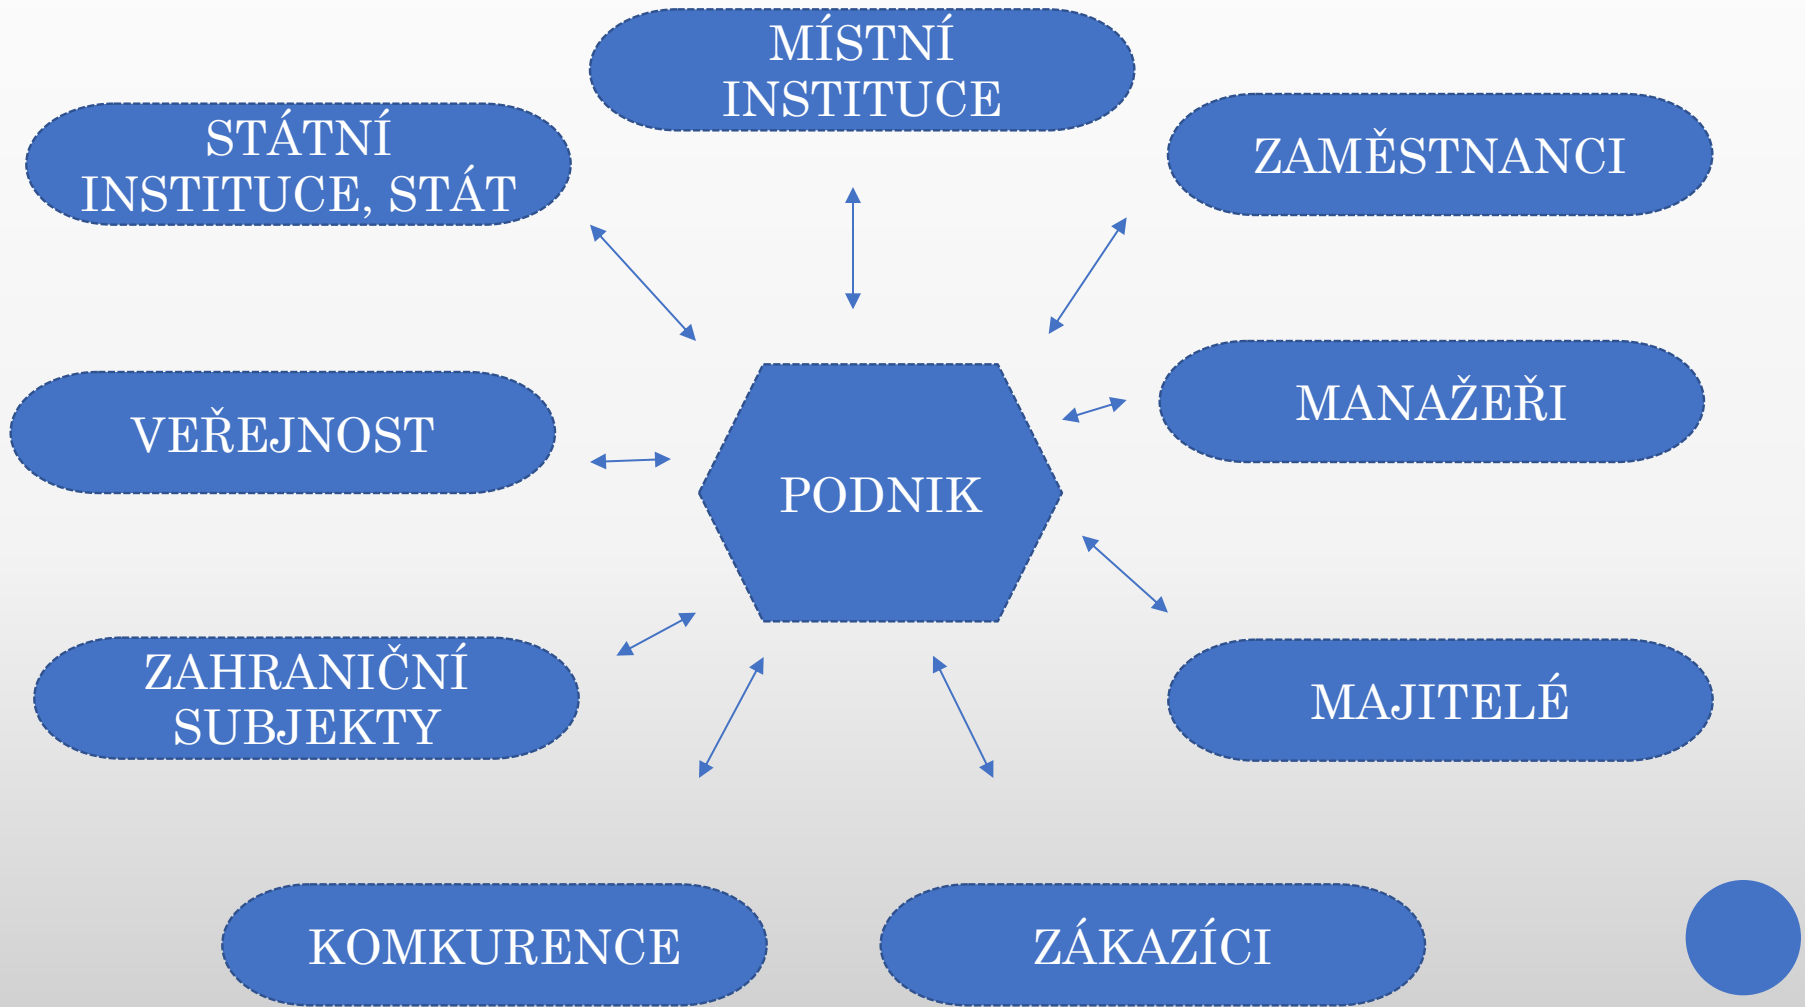 MÍSTNÍ
INSTITUCE
STÁTNÍ
INSTITUCE, STÁT
ZAMĚSTNANCI
VEŘEJNOST
MANAŽEŘI
PODNIK
ZAHRANIČNÍ
SUBJEKTY
MAJITELÉ
KOMKURENCE
ZÁKAZÍCI